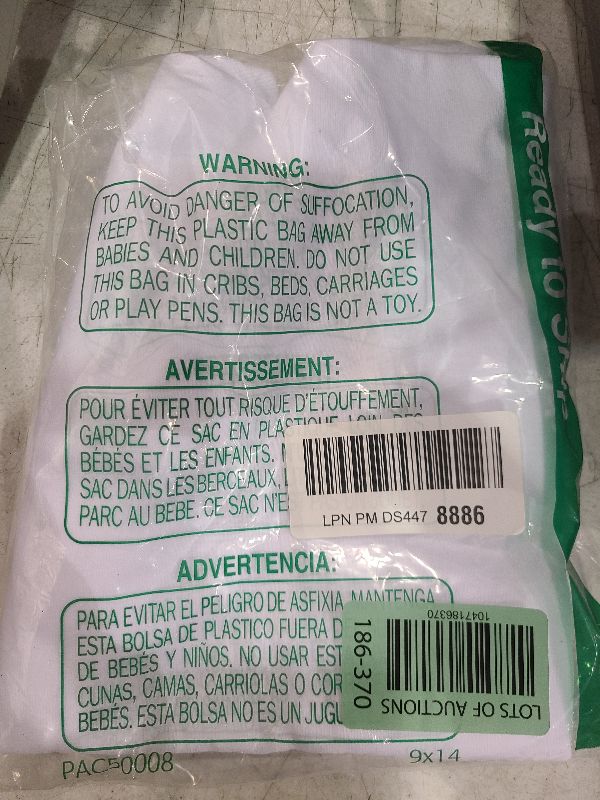 WARNING:
TO AVOID DANGER OF SUFFOCATION,
KEEP THIS PLASTIC BAG AWAY FROM
BABIES AND CHILDREN. DO NOT USE
THIS BAG IN CRIBS, BEDS, CARRIAGES
OR PLAY PENS. THIS BAG IS NOT A TOY.
AVERTISSEMENT:
POUR ÉVITER TOUT RISQUE D'ÉTOUFFEMENT,
GARDEZ CE SAC EN PLASTIQUE LOIN DES
BÉBÉS ET LES ENFANTS.
SAC DANS LES BERCEAUX,
PARC AU BEBE. CE SAC
LPN PM DS447 8886
ADVERTENCIA:
PARA EVITAR EL PELIGRO DE ASFIXIA MANTENGA
ESTA BOLSA DE PLASTICO FUERA
DE BEBÉS Y NIÑOS. NO USAR
CUNAS, CAMAS, CARRIOLAS O
BEBÉS. ESTA BOLSA NO ES UN
186-370
1047186370
LOTS OF AUCTIONS
PAC50008
9x14
Ready to